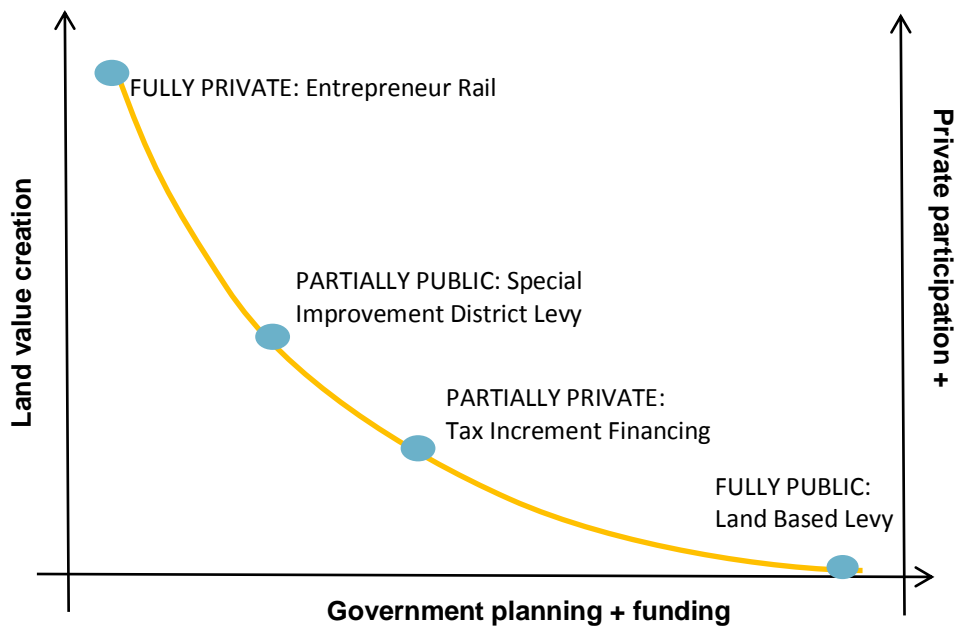 FULLY PRIVATE: Entrepreneur Rail
Land value creation
Private participation +
PARTIALLY PUBLIC: Special
Improvement District Levy
PARTIALLY PRIVATE:
Tax Increment Financing
FULLY PUBLIC:
Land Based Levy
Government planning + funding